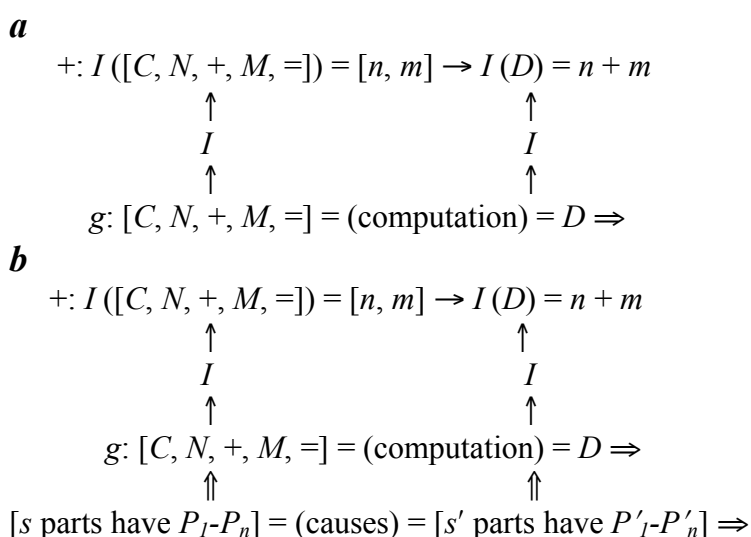 a
+: I ([C, N, +, M, =]) = [n, m] → I (D) = n + m
↑ ↑
I I
↑ ↑
g: [C, N, +, M, =] = (computation) = D ⇒
b
+: I ([C, N, +, M, =]) = [n, m] → I (D) = n + m
↑ ↑
I I
↑ ↑
g: [C, N, +, M, =] = (computation) = D ⇒
⇑ ⇑
[s parts have P₁-Pₙ] = (causes) = [s′ parts have P′₁-P′ₙ] ⇒